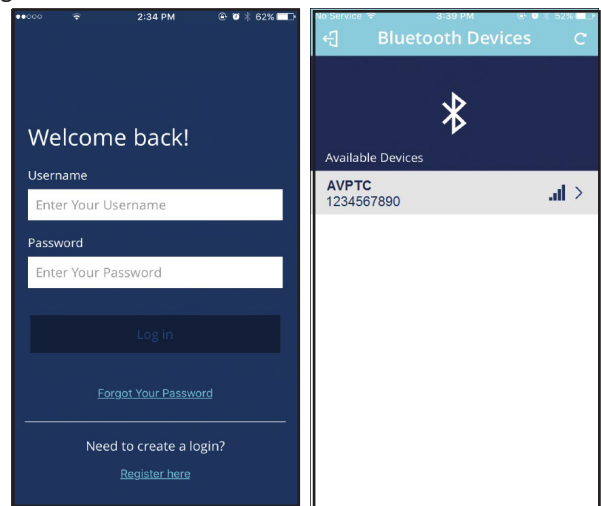 g
2:34 PM
62%
Welcome back!
Username
Enter Your Username
Password
Enter Your Password
Log in
Forgot Your Password
Need to create a login?
Register here
No Service
3:39 PM
52%
Bluetooth Devices
Available Devices
AVPTC
1234567890